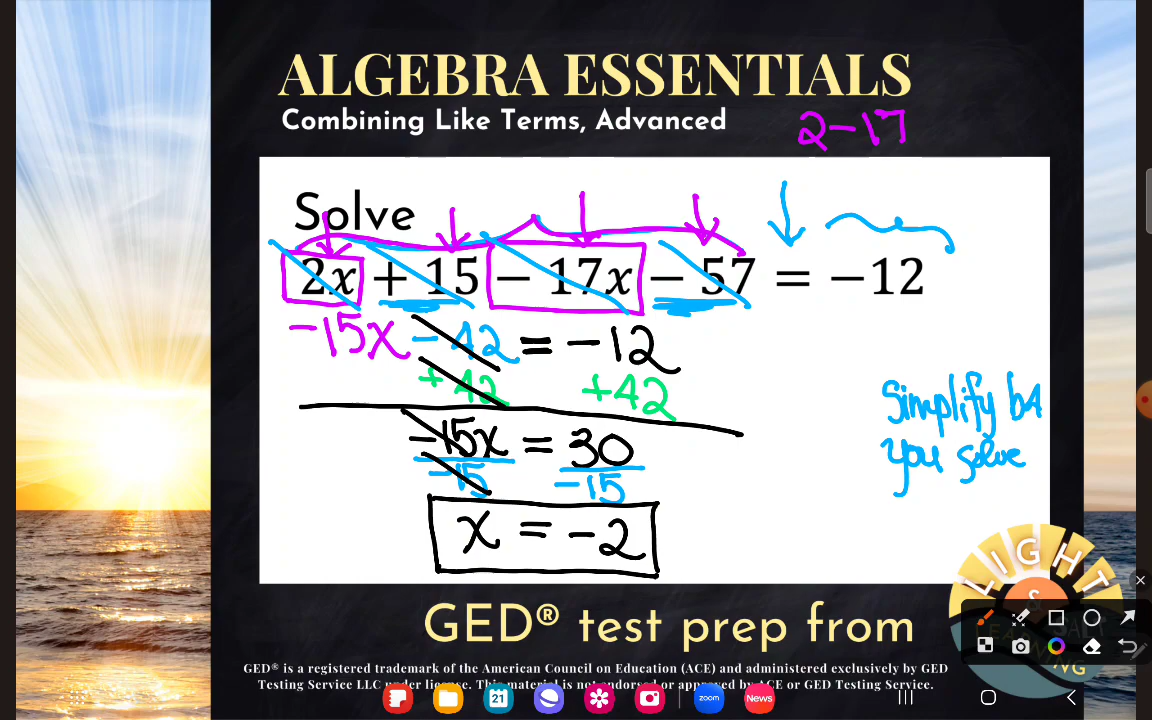 ALGEBRA ESSENTIALS
Combining Like Terms, Advanced
2-17
Solve
2x + 15 − 17x − 57 = −12
-15x - 42 = -12
+ 42 +42
-15x = 30
-15 -15
x = -2
Simplify b4
you solve
LIGHT
&
SALT
LEARNING
GED® test prep from
GED® is a registered trademark of the American Council on Education (ACE) and administered exclusively by GED
Testing Service LLC under license. This material is not endorsed or approved by ACE or GED Testing Service.
21
zoom
News